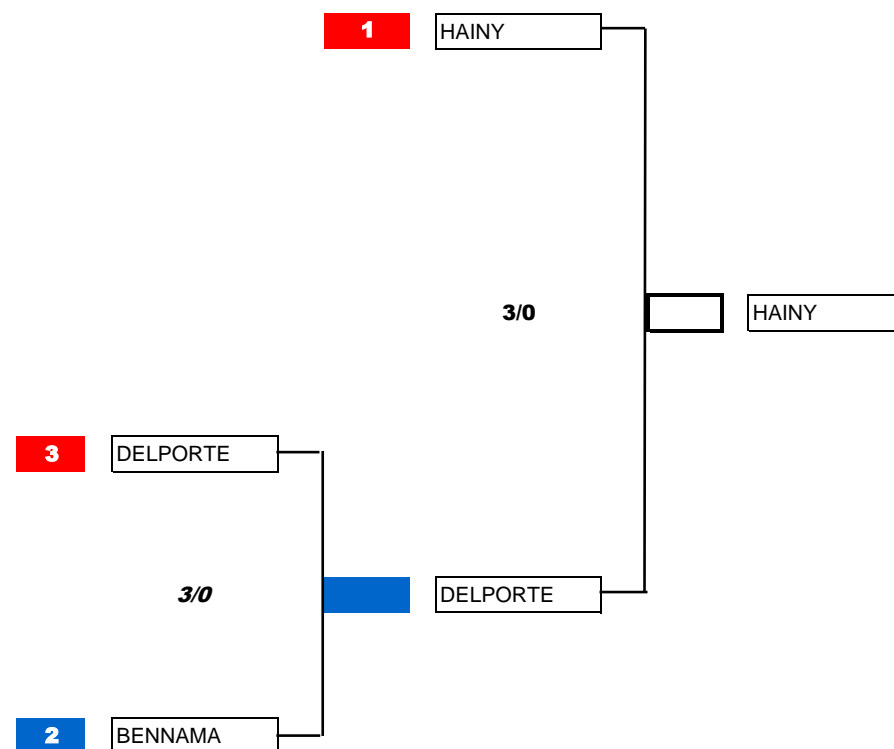 1 HAINY
3/0 HAINY
3 DELPORTE
3/0 DELPORTE
2 BENNAMA